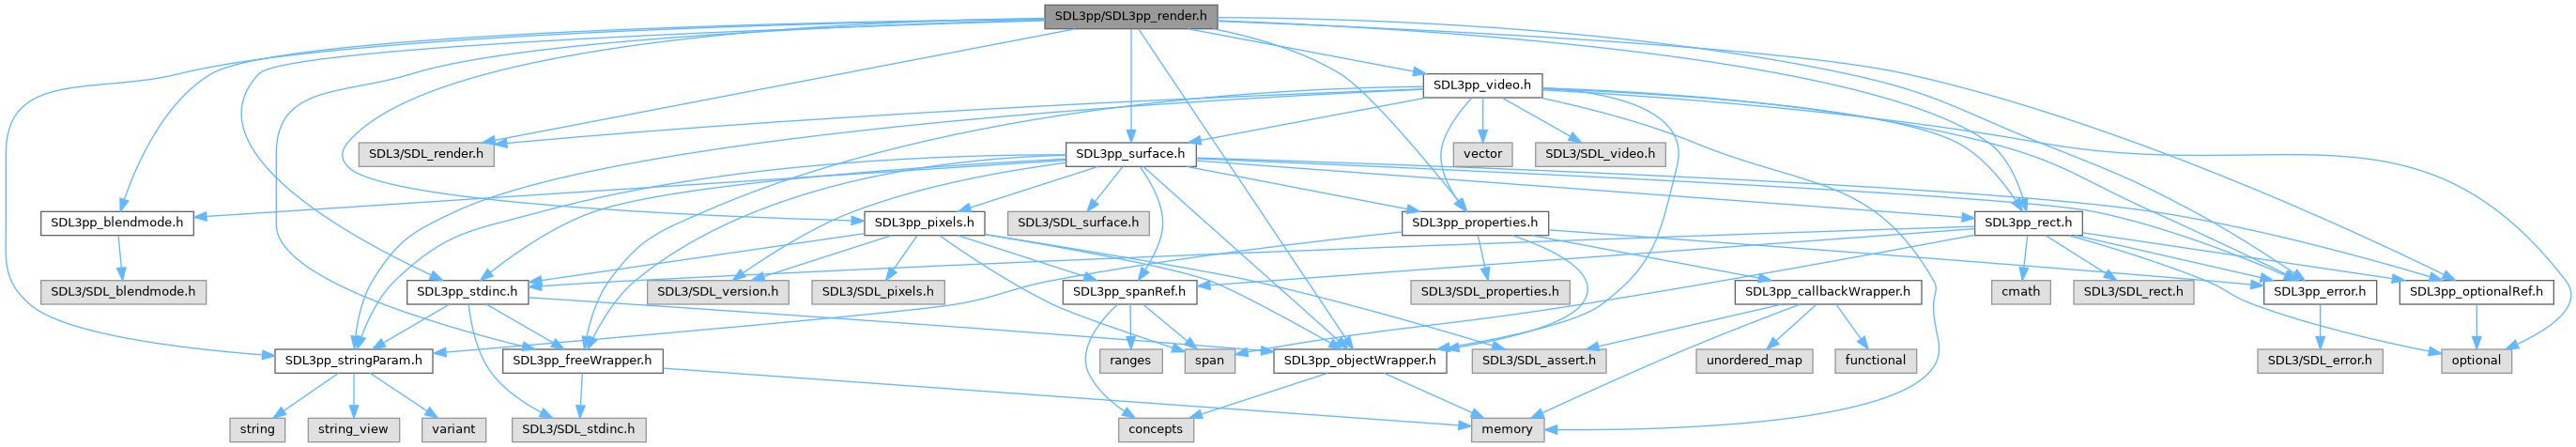 SDL3pp/SDL3pp_render.h
SDL3pp_video.h
SDL3/SDL_render.h
SDL3pp_surface.h
vector
SDL3/SDL_video.h
SDL3pp_blendmode.h
SDL3pp_pixels.h
SDL3/SDL_surface.h
SDL3pp_properties.h
SDL3pp_rect.h
SDL3/SDL_blendmode.h
SDL3pp_stdinc.h
SDL3/SDL_version.h
SDL3/SDL_pixels.h
SDL3pp_spanRef.h
SDL3/SDL_properties.h
SDL3pp_callbackWrapper.h
cmath
SDL3/SDL_rect.h
SDL3pp_error.h
SDL3pp_optionalRef.h
SDL3pp_stringParam.h
SDL3pp_freeWrapper.h
ranges
span
SDL3pp_objectWrapper.h
SDL3/SDL_assert.h
unordered_map
functional
SDL3/SDL_error.h
optional
string
string_view
variant
SDL3/SDL_stdinc.h
concepts
memory